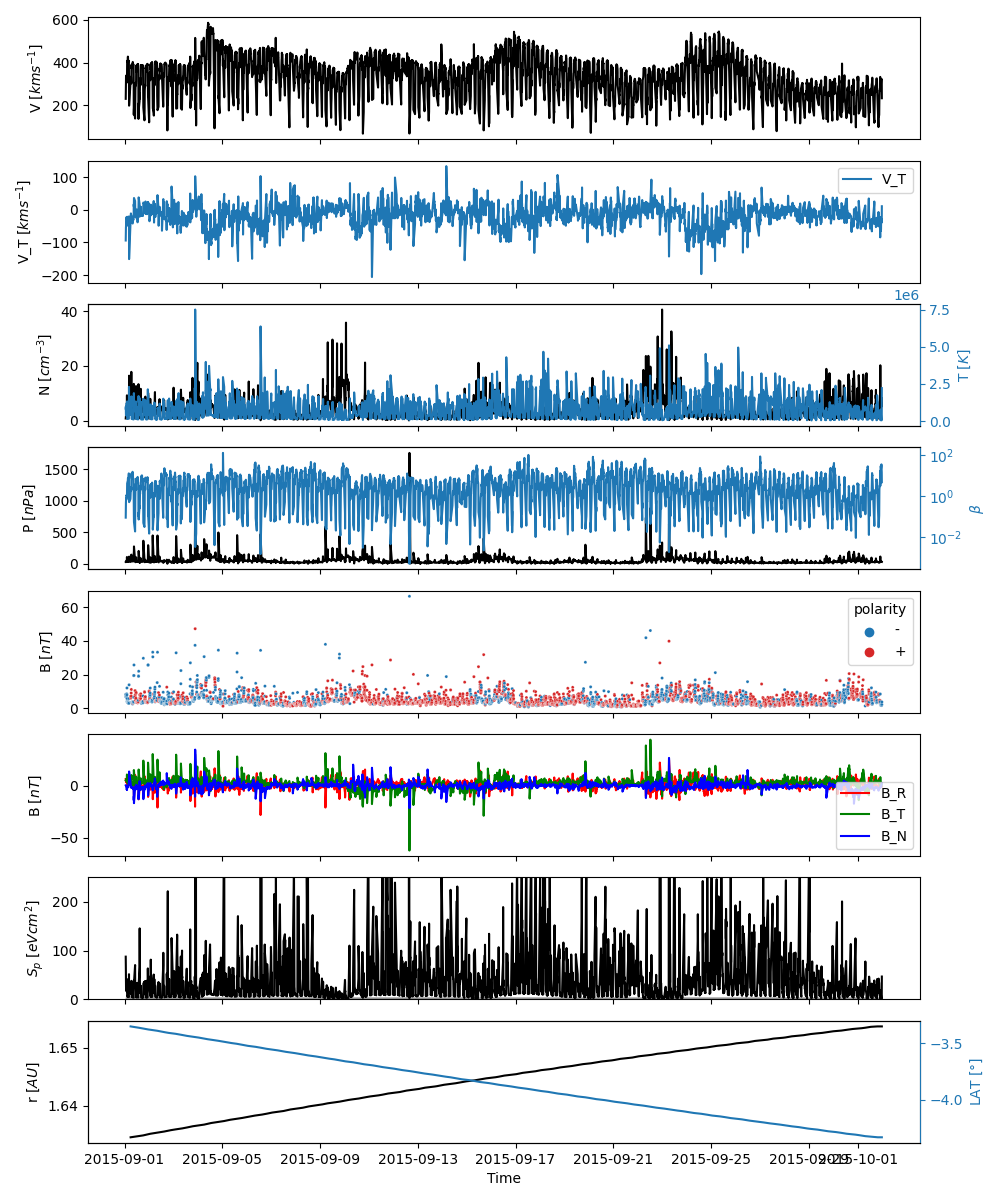 600
400
200
V [kms⁻¹]
100
0
−100
−200
V_T [kms⁻¹]
V_T
1e6
40
20
0
N [cm⁻³]
7.5
5.0
2.5
0.0
T [K]
1500
1000
500
0
P [nPa]
10²
10⁰
10⁻²
β
60
40
20
0
B [nT]
polarity
-
+
0
−50
B [nT]
B_R
B_T
B_N
200
100
0
Sₚ [eVcm²]
1.65
1.64
r [AU]
−3.5
−4.0
LAT [°]
2015-09-01 2015-09-05 2015-09-09 2015-09-13 2015-09-17 2015-09-21 2015-09-25 2015-09-29 2015-10-01
Time